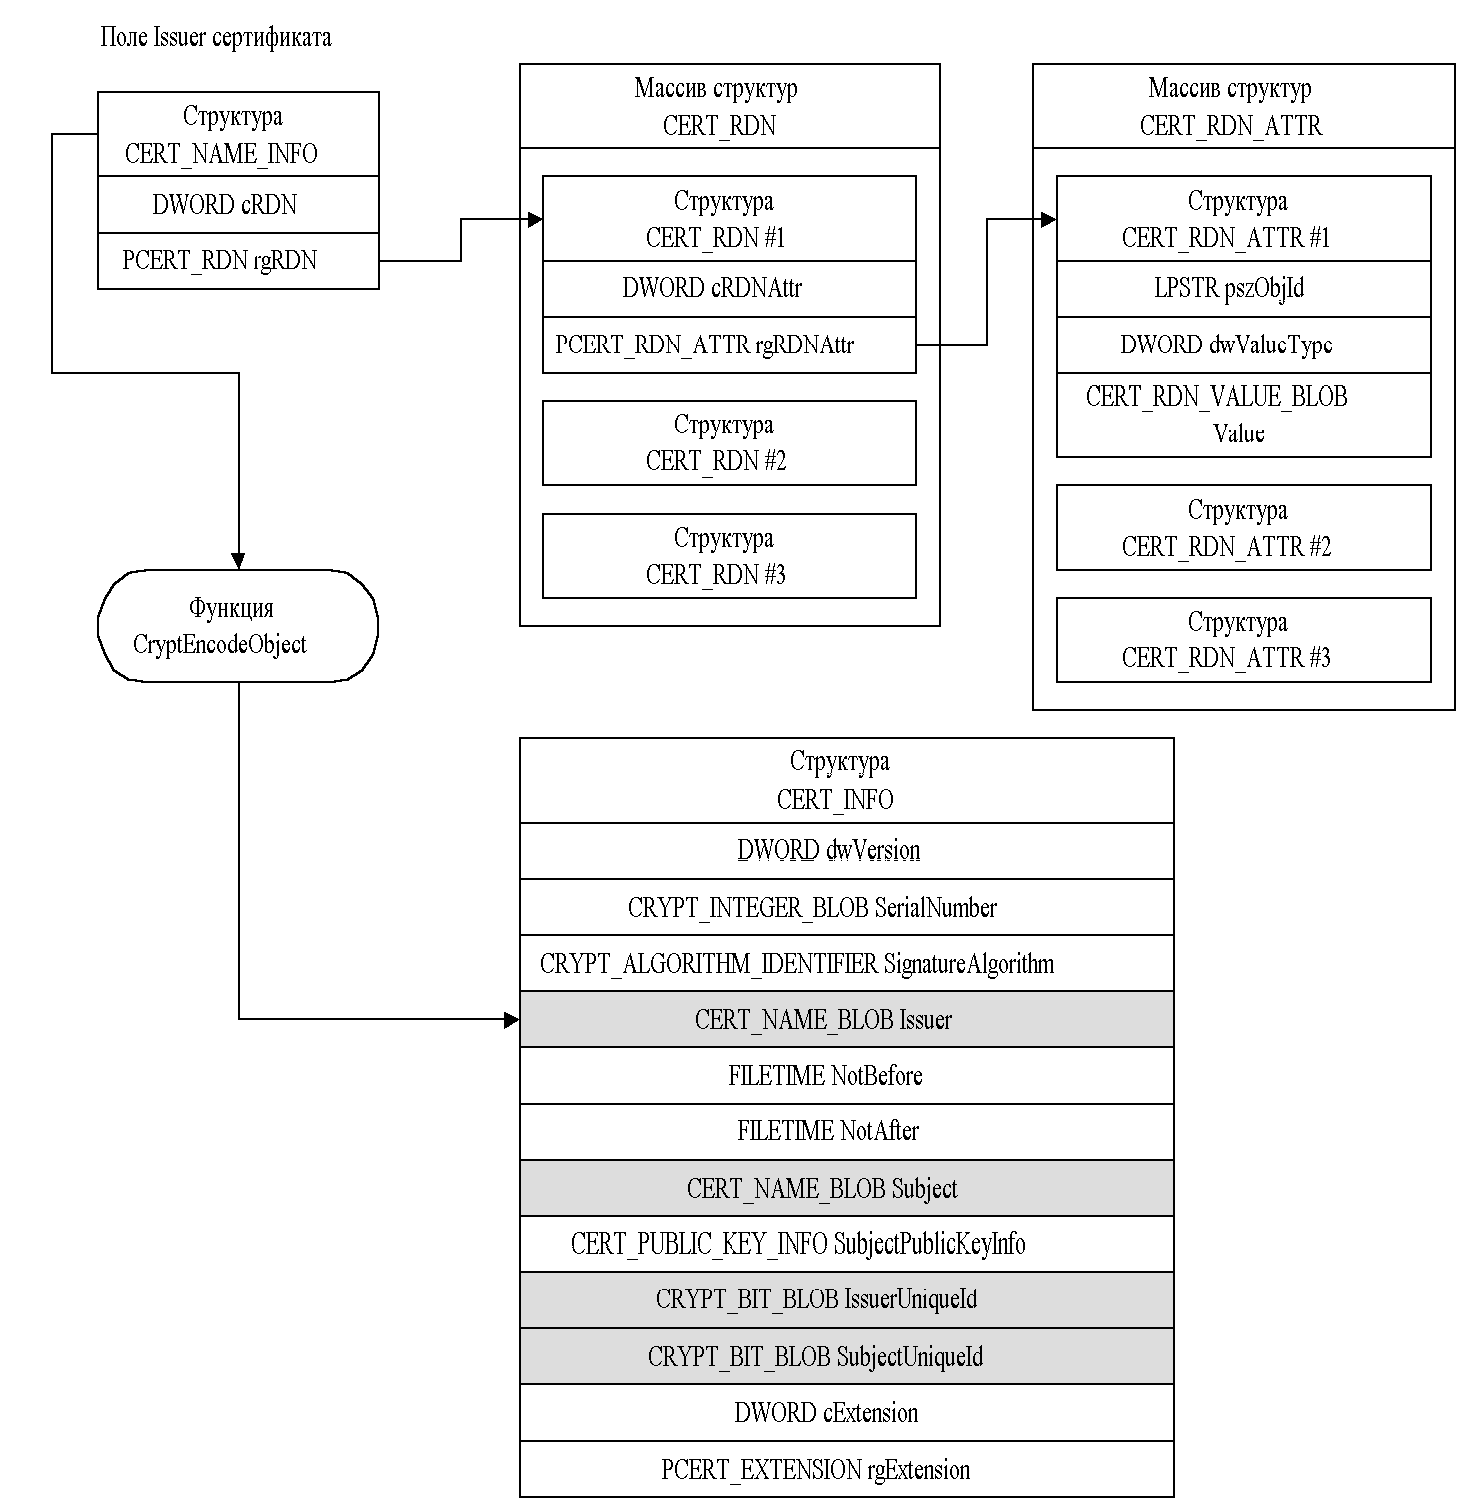 Поле Issuer сертификата
Структура
CERT_NAME_INFO
DWORD cRDN
PCERT_RDN rgRDN
Массив структур
CERT_RDN
Структура
CERT_RDN #1
DWORD cRDNAttr
PCERT_RDN_ATTR rgRDNAttr
Структура
CERT_RDN #2
Структура
CERT_RDN #3
Массив структур
CERT_RDN_ATTR
Структура
CERT_RDN_ATTR #1
LPSTR pszObjId
DWORD dwValueType
CERT_RDN_VALUE_BLOB
Value
Структура
CERT_RDN_ATTR #2
Структура
CERT_RDN_ATTR #3
Функция
CryptEncodeObject
Структура
CERT_INFO
DWORD dwVersion
CRYPT_INTEGER_BLOB SerialNumber
CRYPT_ALGORITHM_IDENTIFIER SignatureAlgorithm
CERT_NAME_BLOB Issuer
FILETIME NotBefore
FILETIME NotAfter
CERT_NAME_BLOB Subject
CERT_PUBLIC_KEY_INFO SubjectPublicKeyInfo
CRYPT_BIT_BLOB IssuerUniqueId
CRYPT_BIT_BLOB SubjectUniqueId
DWORD cExtension
PCERT_EXTENSION rgExtension